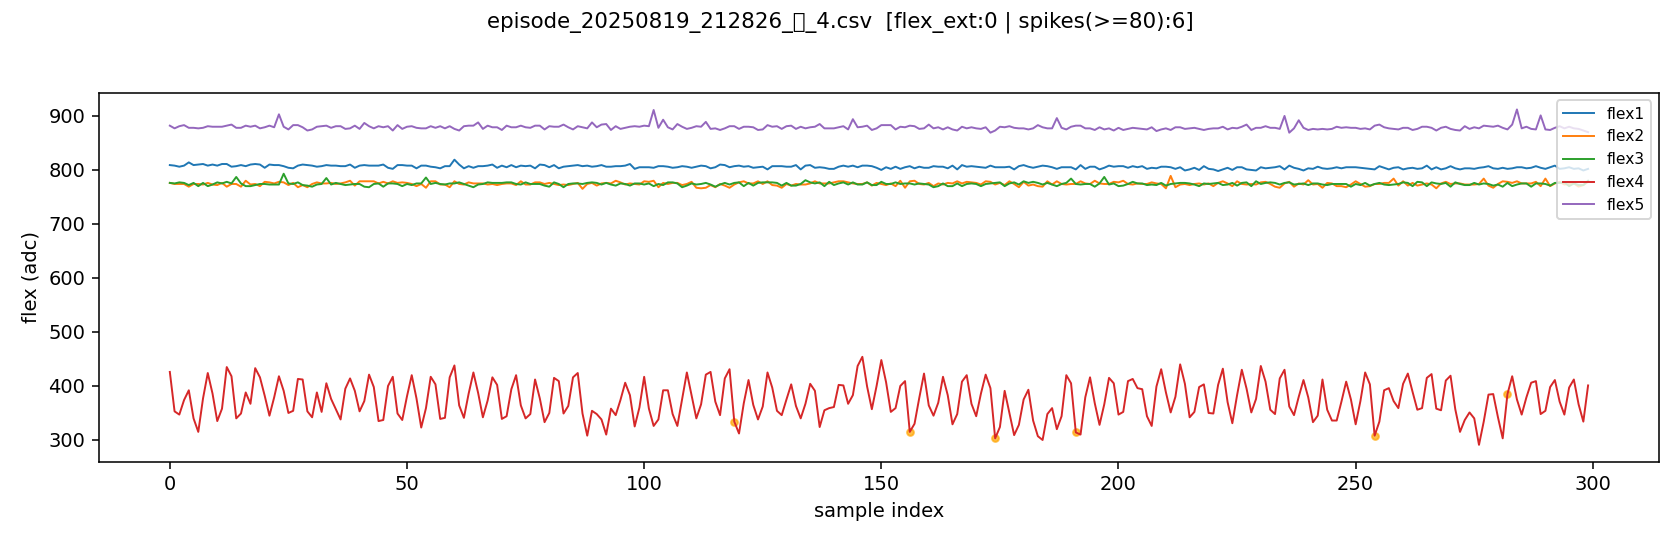 episode_20250819_212826_▯_4.csv [flex_ext:0 | spikes(>=80):6]
900
800
700
600
500
400
300
flex (adc)
0
50
100
150
200
250
300
sample index
flex1
flex2
flex3
flex4
flex5